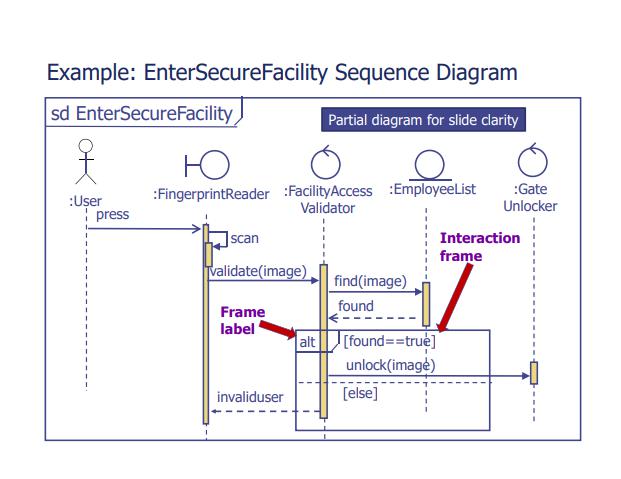 Example: EnterSecureFacility Sequence Diagram
sd EnterSecureFacility
Partial diagram for slide clarity
:User
:FingerprintReader
:FacilityAccess
Validator
:EmployeeList
:Gate
Unlocker
press
scan
Interaction
frame
validate(image)
find(image)
found
Frame
label
alt
[found==true]
unlock(image)
[else]
invaliduser